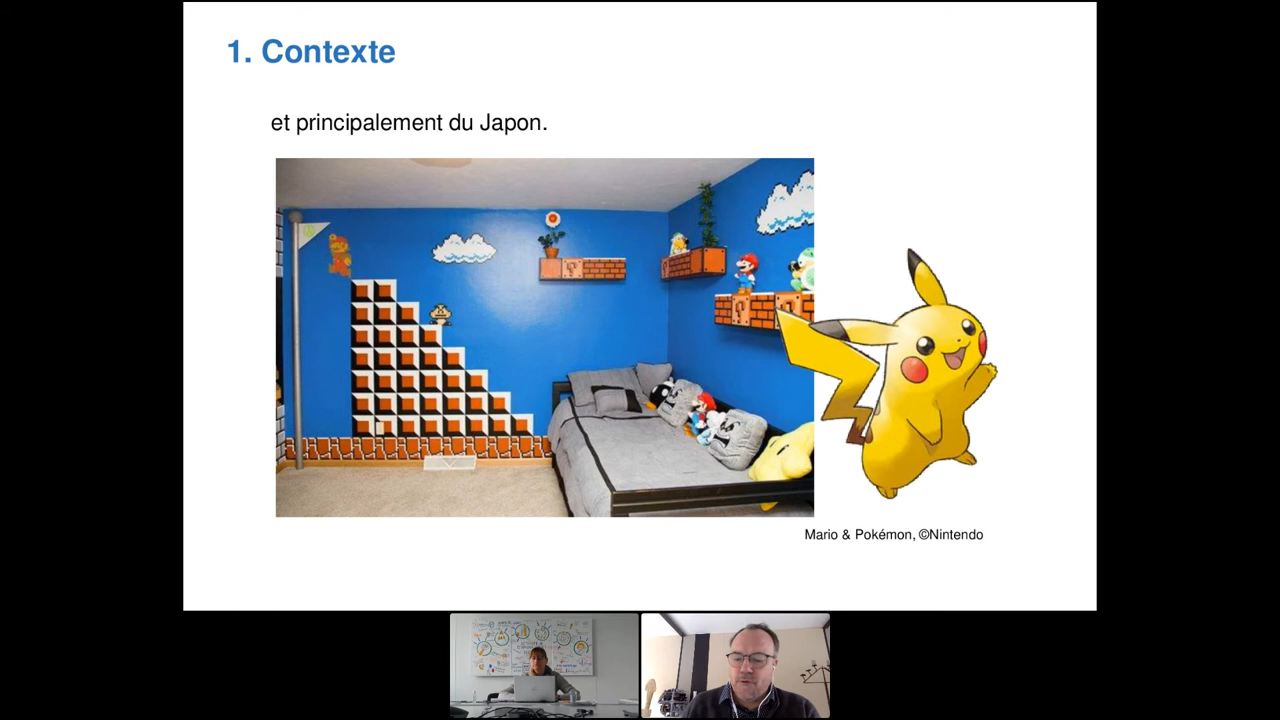 1. Contexte
et principalement du Japon.
Mario & Pokémon, ©Nintendo